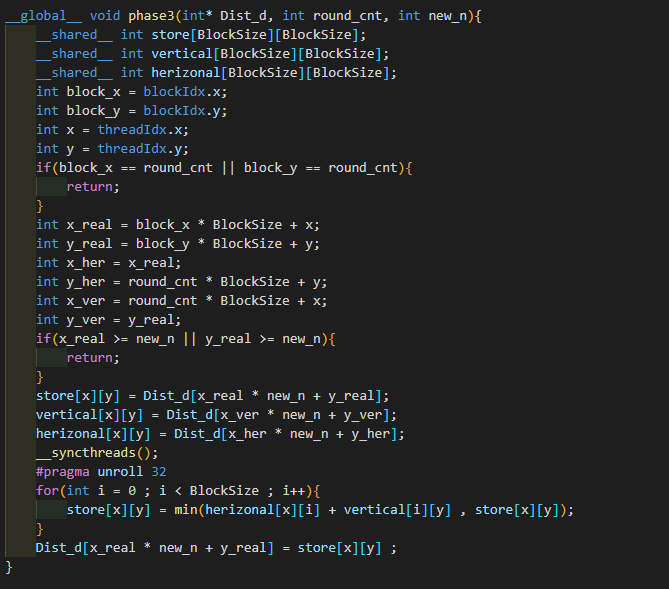 __global__ void phase3(int* Dist_d, int round_cnt, int new_n){
    __shared__ int store[BlockSize][BlockSize];
    __shared__ int vertical[BlockSize][BlockSize];
    __shared__ int herizonal[BlockSize][BlockSize];
    int block_x = blockIdx.x;
    int block_y = blockIdx.y;
    int x = threadIdx.x;
    int y = threadIdx.y;
    if(block_x == round_cnt || block_y == round_cnt){
        return;
    }
    int x_real = block_x * BlockSize + x;
    int y_real = block_y * BlockSize + y;
    int x_her = x_real;
    int y_her = round_cnt * BlockSize + y;
    int x_ver = round_cnt * BlockSize + x;
    int y_ver = y_real;
    if(x_real >= new_n || y_real >= new_n){
        return;
    }
    store[x][y] = Dist_d[x_real * new_n + y_real];
    vertical[x][y] = Dist_d[x_ver * new_n + y_ver];
    herizonal[x][y] = Dist_d[x_her * new_n + y_her];
    __syncthreads();
    #pragma unroll 32
    for(int i = 0 ; i < BlockSize ; i++){
        store[x][y] = min(herizonal[x][i] + vertical[i][y] , store[x][y]);
    }
    Dist_d[x_real * new_n + y_real] = store[x][y] ;
}